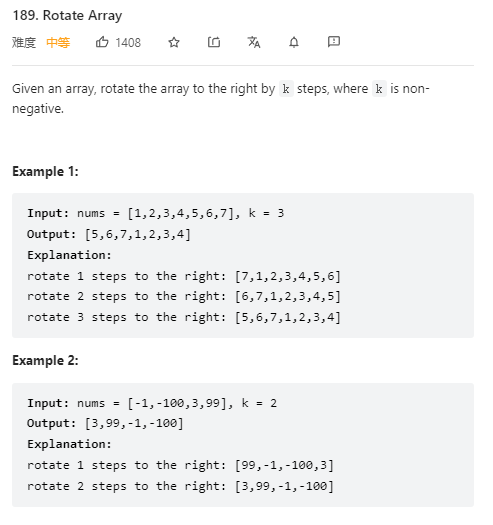 189. Rotate Array
难度 中等 1408 文A
Given an array, rotate the array to the right by k steps, where k is non-
negative.
Example 1:
Input: nums = [1,2,3,4,5,6,7], k = 3
Output: [5,6,7,1,2,3,4]
Explanation:
rotate 1 steps to the right: [7,1,2,3,4,5,6]
rotate 2 steps to the right: [6,7,1,2,3,4,5]
rotate 3 steps to the right: [5,6,7,1,2,3,4]
Example 2:
Input: nums = [-1,-100,3,99], k = 2
Output: [3,99,-1,-100]
Explanation:
rotate 1 steps to the right: [99,-1,-100,3]
rotate 2 steps to the right: [3,99,-1,-100]